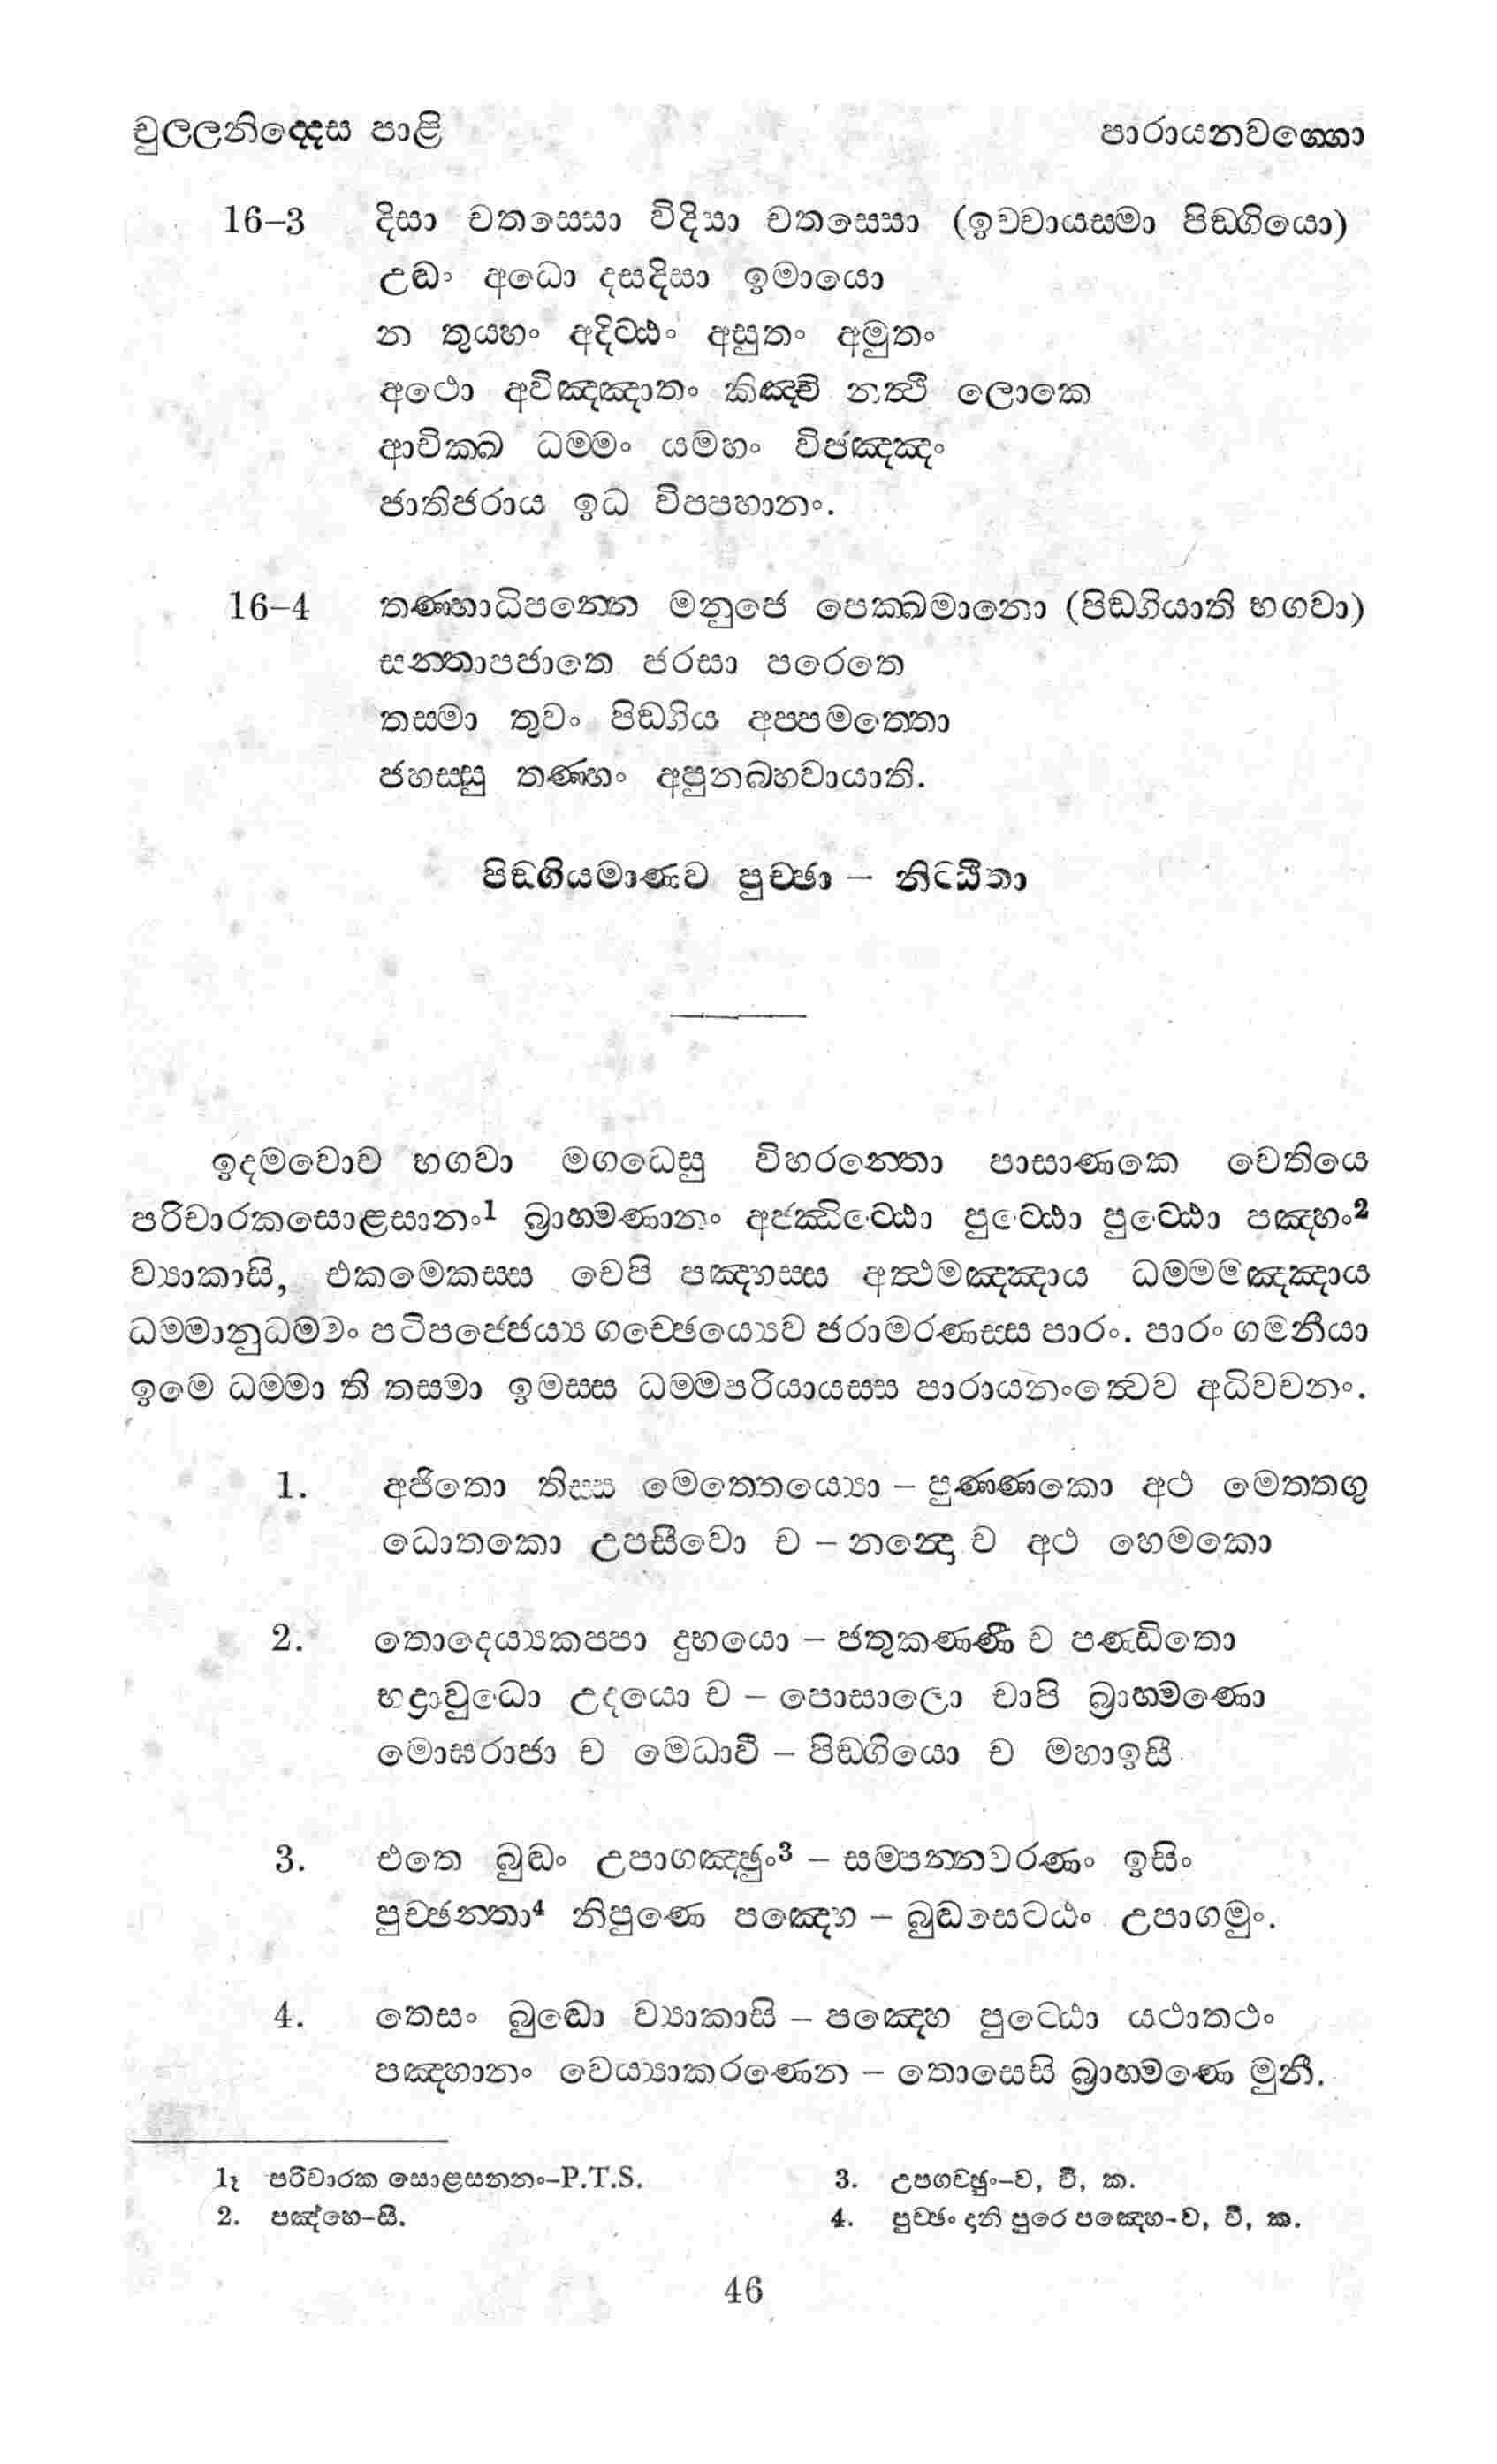 චුල්ලනිද්දෙස පාළි
පාරායනවග්ගො
16–3 දිසා චතස්සො විදිසා චතස්සො (ඉච්චායස්මා පිඞ්ගියො)
උද්ධං අධො දසදිසා ඉමායො
න තුය්හං අදිට්ඨං අසුතං අමුතං
අථො අවිඤ්ඤාතං කිඤ්චි නත්ථි ලොකෙ
ආචික්ඛ ධම්මං යමහං විජඤ්ඤං
ජාතිජරාය ඉධ විප්පහානං.
16–4 තණ්හාධිපන්නෙ මනුජෙ පෙක්ඛමානො (පිඞ්ගියාති භගවා)
සන්තාපජාතෙ ජරසා පරෙතෙ
තස්මා තුවං පිඞ්ගිය අප්පමත්තො
ජහස්සු තණ්හං අපුනබ්භවායාති.
පිඞ්ගියමාණව පුච්ඡා – නිට්ඨිතා
ඉදමවොච භගවා මගධෙසු විහරන්තො පාසාණකෙ චෙතියෙ
පරිචාරකසොළසානං1 බ්‍රාහ්මණානං අජ්ඣිට්ඨො පුට්ඨො පුට්ඨො පඤ්හං2
ව්‍යාකාසි, එකමෙකස්ස චෙපි පඤ්හස්ස අත්ථමඤ්ඤාය ධම්මමඤ්ඤාය
ධම්මානුධම්මං පටිපජ්ජෙය්‍ය ගච්ඡෙය්‍යෙව ජරාමරණස්ස පාරං. පාරං ගමනීයා
ඉමෙ ධම්මා ති තස්මා ඉමස්ස ධම්මපරියායස්ස පාරායනංත්වෙව අධිවචනං.
1. අජිතො තිස්ස මෙත්තෙය්‍යො – පුණ්ණකො අථ මෙත්තගු
ධොතකො උපසීවො ච – නන්දො ච අථ හෙමකො
2. තොදෙය්‍යකප්පා දුභයො – ජතුකණ්ණී ච පණ්ඩිතො
භද්‍රාවුධො උදයො ච – පොසාලො චාපි බ්‍රාහ්මණො
මොඝරාජා ච මෙධාවී – පිඞ්ගියො ච මහාඉසී
3. එතෙ බුද්ධං උපාගඤ්ඡුං3 – සම්පන්නචරණං ඉසිං
පුච්ඡන්තා4 නිපුණෙ පඤ්හෙ – බුද්ධසෙට්ඨං උපාගමුං.
4. තෙසං බුද්ධො ව්‍යාකාසි – පඤ්හෙ පුට්ඨො යථාතථං
පඤ්හානං වෙය්‍යාකරණෙන – තොසෙසි බ්‍රාහ්මණෙ මුනී.
1. පරිචාරක සොළසන්නං–P.T.S.
2. පඤ්හෙ–සී.
3. උපගච්ඡුං–ව, වී, ක.
4. පුච්ඡං දානි පුරෙ පඤ්හෙ–ව, වී, ක.
46